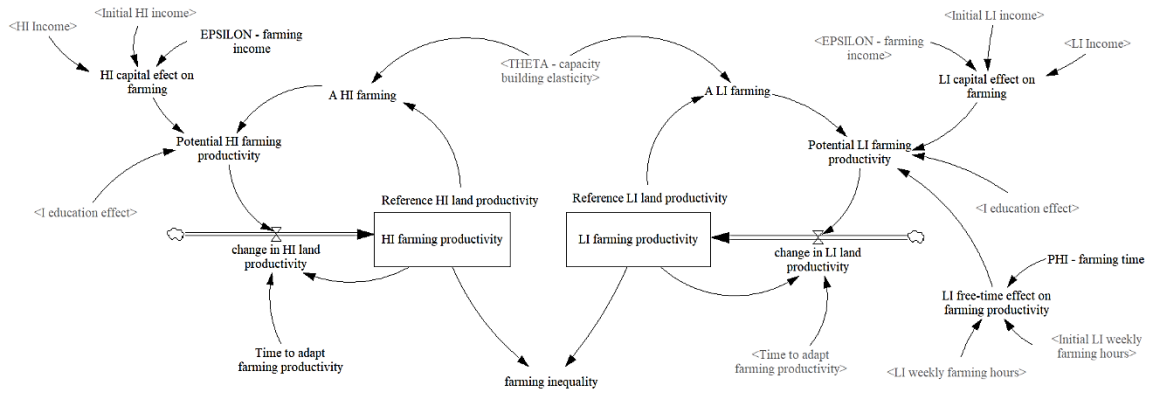 <Initial HI income>
<HI Income>
EPSILON - farming
income
HI capital efect on
farming
<THETA - capacity
building elasticity>
<Initial LI income>
<EPSILON - farming
income>
<LI Income>
LI capital effect on
farming
A HI farming
A LI farming
Potential HI farming
productivity
Potential LI farming
productivity
<I education effect>
Reference HI land productivity
Reference LI land productivity
<I education effect>
HI farming productivity
LI farming productivity
change in HI land
productivity
change in LI land
productivity
PHI - farming time
LI free-time effect on
farming productivity
Time to adapt
farming productivity
<Time to adapt
farming productivity>
<Initial LI weekly
farming hours>
<LI weekly farming hours>
farming inequality